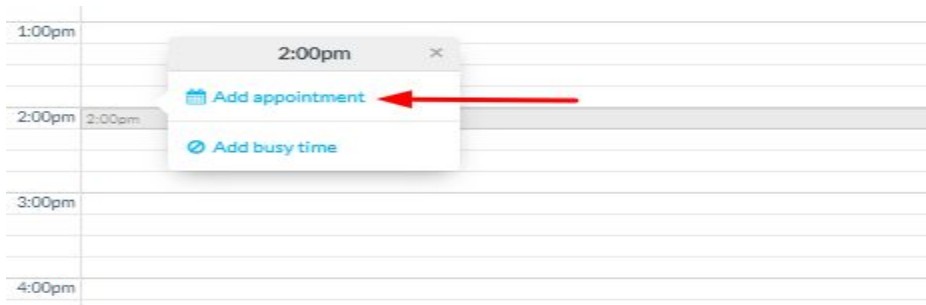 1:00pm
2:00pm ×
Add appointment
2:00pm 2:00pm
Add busy time
3:00pm
4:00pm